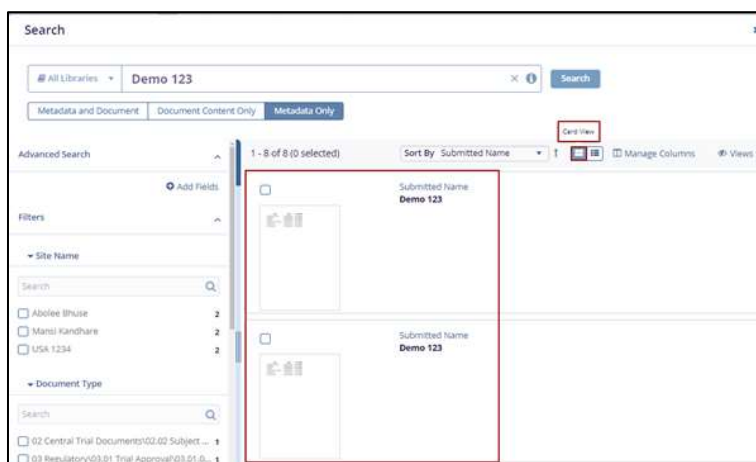 Search
All Libraries Demo 123 Search
Metadata and Document Document Content Only Metadata Only
Card View
Advanced Search
1 - 8 of 8 (0 selected) Sort By Submitted Name Manage Columns Views
Add Fields
Filters
Site Name
Search
Abolee Bhuse 2
Mansi Kandhare 2
USA 1234 2
Document Type
Search
02 Central Trial Documents\02.02 Subject ... 1
03 Regulatory\03.01 Trial Approval\03.01.0... 1
Submitted Name
Demo 123
Submitted Name
Demo 123